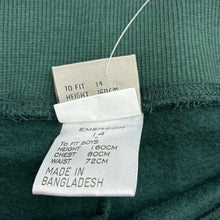 TO FIT 14
HEIGHT 160CM
EMERSON
14
TO FIT BOYS
HEIGHT 160CM
CHEST 80CM
WAIST 72CM
MADE IN
BANGLADESH